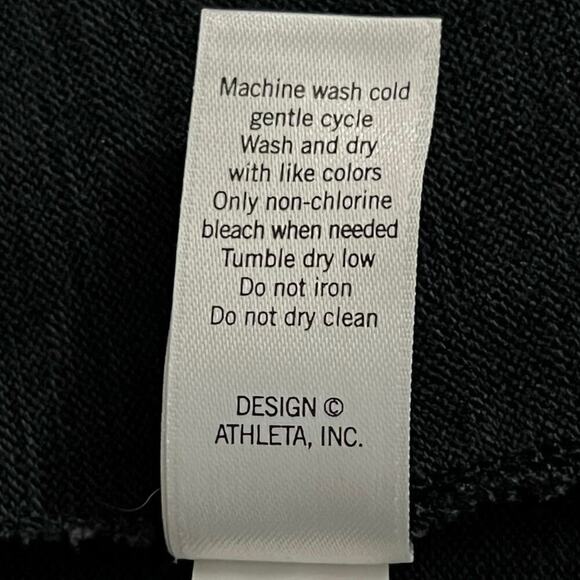 Machine wash cold
gentle cycle
Wash and dry
with like colors
Only non-chlorine
bleach when needed
Tumble dry low
Do not iron
Do not dry clean
DESIGN ©
ATHLETA, INC.